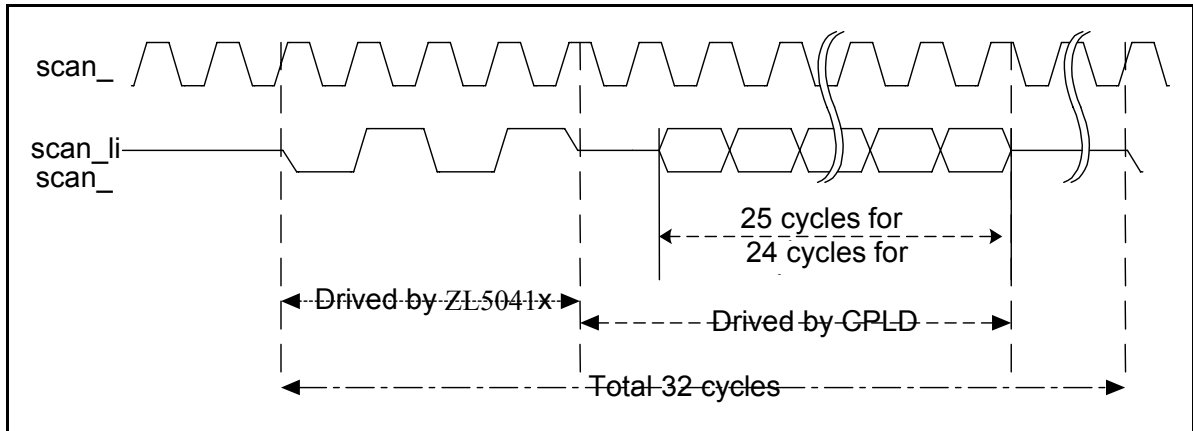 scan_
scan_li
scan_
25 cycles for
24 cycles for
Drived by ZL5041x
Drived by CPLD
Total 32 cycles